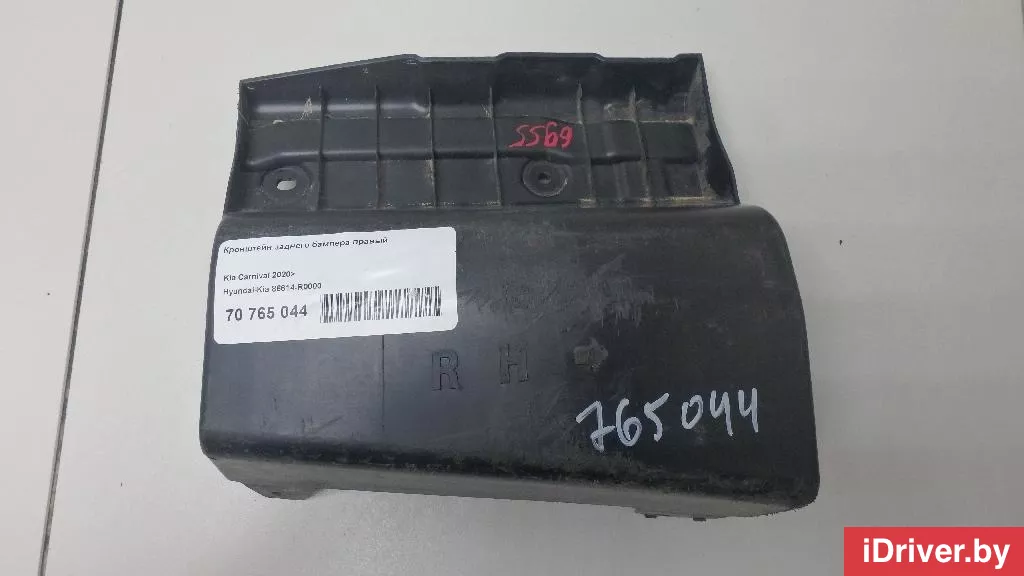 5569
Кронштейн заднего бампера правый
Kia Carnival 2020>
Hyundai-Kia 86614-R0000
70 765 044
R H
765044
iDriver.by